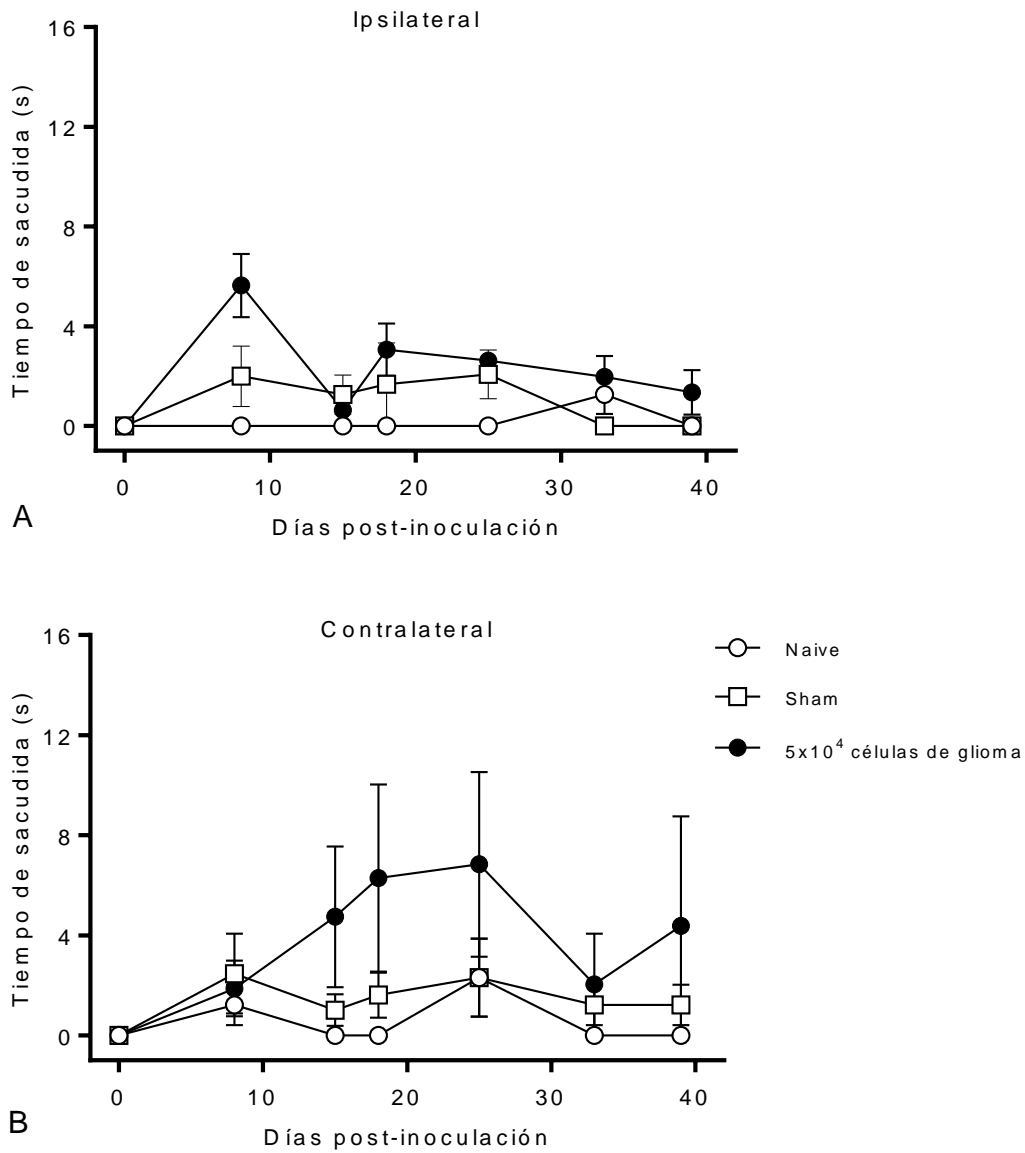 Ipsilateral
16
12
8
4
0
Tiempo de sacudida (s)
0 10 20 30 40
Días post-inoculación
A
Contralateral
16
12
8
4
0
Tiempo de sacudida (s)
0 10 20 30 40
Días post-inoculación
B
Naive
Sham
5x10⁴ células de glioma